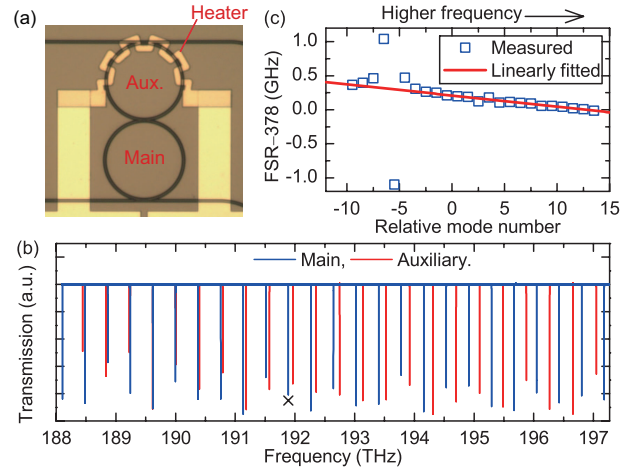 (a)
Heater
Aux.
Main
(c)
Higher frequency
Measured
Linearly fitted
FSR−378 (GHz)
1.0
0.5
0.0
-0.5
-1.0
-10 -5 0 5 10 15
Relative mode number
(b)
Main, Auxiliary.
Transmission (a.u.)
×
188 189 190 191 192 193 194 195 196 197
Frequency (THz)